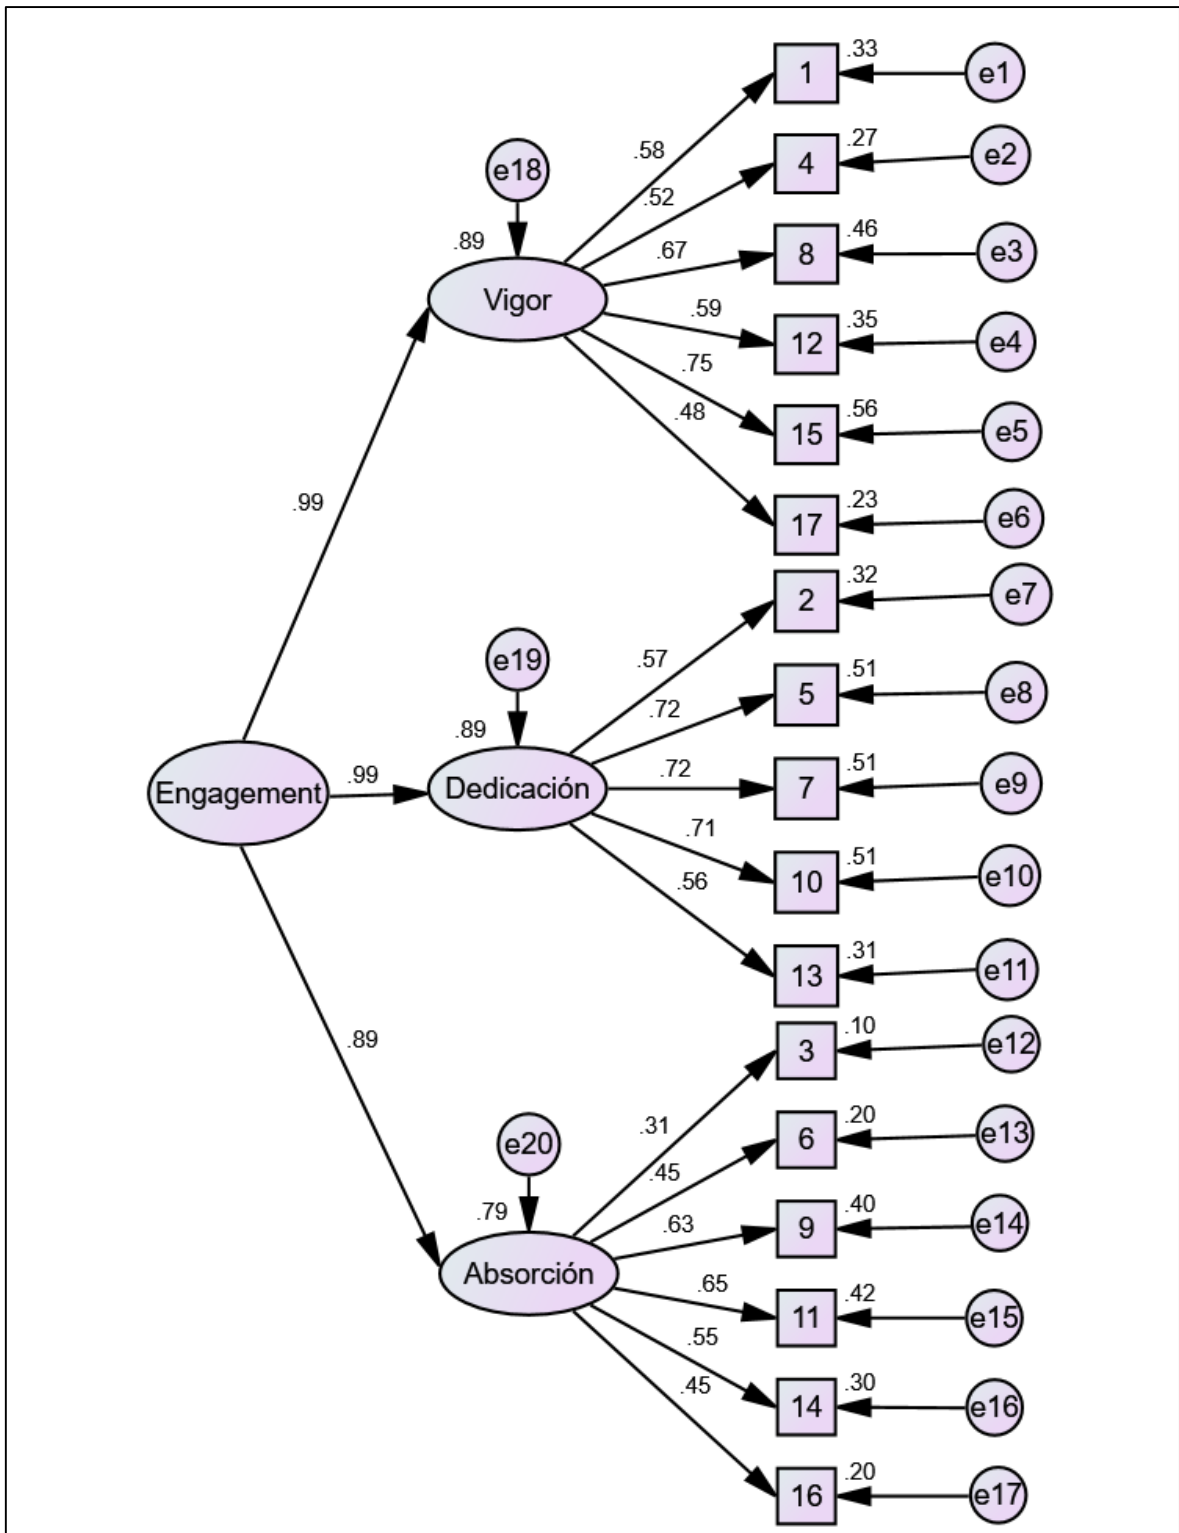 .33
1
e1
.58
.27
4
e2
e18
.52
.46
8
e3
.89
.67
Vigor
.59
.35
12
e4
.75
.56
15
e5
.48
.23
17
e6
.99
.32
2
e7
.57
e19
.51
5
e8
.72
.89
.51
7
e9
.72
Engagement
.99
Dedicación
.71
.51
10
e10
.56
.31
13
e11
.89
.10
3
e12
.31
.20
6
e13
e20
.45
.40
9
e14
.79
.63
Absorción
.65
.42
11
e15
.55
.30
14
e16
.45
.20
16
e17